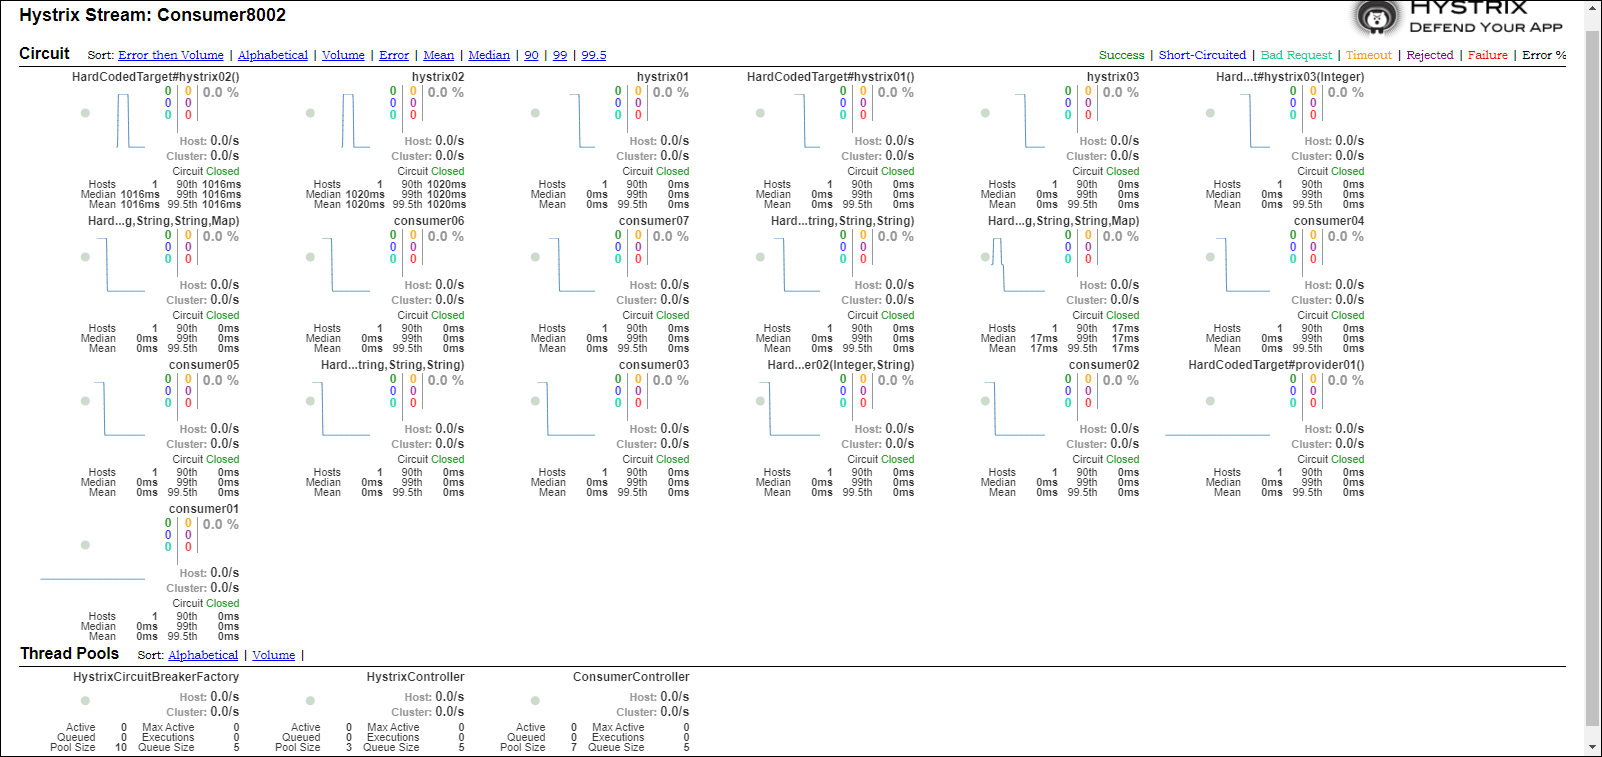 Hystrix Stream: Consumer8002
HYSTRIX
DEFEND YOUR APP
Circuit Sort: Error then Volume | Alphabetical | Volume | Error | Mean | Median | 90 | 99 | 99.5
Success | Short-Circuited | Bad Request | Timeout | Rejected | Failure | Error %
HardCodedTarget#hystrix02()
0 0 0.0 %
0 0
0 0
Host: 0.0/s
Cluster: 0.0/s
Circuit Closed
Hosts 1 90th 1016ms
Median 1016ms 99th 1016ms
Mean 1016ms 99.5th 1016ms
hystrix02
0 0 0.0 %
0 0
0 0
Host: 0.0/s
Cluster: 0.0/s
Circuit Closed
Hosts 1 90th 1020ms
Median 1020ms 99th 1020ms
Mean 1020ms 99.5th 1020ms
hystrix01
0 0 0.0 %
0 0
0 0
Host: 0.0/s
Cluster: 0.0/s
Circuit Closed
Hosts 1 90th 0ms
Median 0ms 99th 0ms
Mean 0ms 99.5th 0ms
HardCodedTarget#hystrix01()
0 0 0.0 %
0 0
0 0
Host: 0.0/s
Cluster: 0.0/s
Circuit Closed
Hosts 1 90th 0ms
Median 0ms 99th 0ms
Mean 0ms 99.5th 0ms
hystrix03
0 0 0.0 %
0 0
0 0
Host: 0.0/s
Cluster: 0.0/s
Circuit Closed
Hosts 1 90th 0ms
Median 0ms 99th 0ms
Mean 0ms 99.5th 0ms
Hard...t#hystrix03(Integer)
0 0 0.0 %
0 0
0 0
Host: 0.0/s
Cluster: 0.0/s
Circuit Closed
Hosts 1 90th 0ms
Median 0ms 99th 0ms
Mean 0ms 99.5th 0ms
Hard...g,String,String,Map)
0 0 0.0 %
0 0
0 0
Host: 0.0/s
Cluster: 0.0/s
Circuit Closed
Hosts 1 90th 0ms
Median 0ms 99th 0ms
Mean 0ms 99.5th 0ms
consumer06
0 0 0.0 %
0 0
0 0
Host: 0.0/s
Cluster: 0.0/s
Circuit Closed
Hosts 1 90th 0ms
Median 0ms 99th 0ms
Mean 0ms 99.5th 0ms
consumer07
0 0 0.0 %
0 0
0 0
Host: 0.0/s
Cluster: 0.0/s
Circuit Closed
Hosts 1 90th 0ms
Median 0ms 99th 0ms
Mean 0ms 99.5th 0ms
Hard...tring,String,String)
0 0 0.0 %
0 0
0 0
Host: 0.0/s
Cluster: 0.0/s
Circuit Closed
Hosts 1 90th 0ms
Median 0ms 99th 0ms
Mean 0ms 99.5th 0ms
Hard...g,String,String,Map)
0 0 0.0 %
0 0
0 0
Host: 0.0/s
Cluster: 0.0/s
Circuit Closed
Hosts 1 90th 17ms
Median 17ms 99th 17ms
Mean 17ms 99.5th 17ms
consumer04
0 0 0.0 %
0 0
0 0
Host: 0.0/s
Cluster: 0.0/s
Circuit Closed
Hosts 1 90th 0ms
Median 0ms 99th 0ms
Mean 0ms 99.5th 0ms
consumer05
0 0 0.0 %
0 0
0 0
Host: 0.0/s
Cluster: 0.0/s
Circuit Closed
Hosts 1 90th 0ms
Median 0ms 99th 0ms
Mean 0ms 99.5th 0ms
Hard...tring,String,String)
0 0 0.0 %
0 0
0 0
Host: 0.0/s
Cluster: 0.0/s
Circuit Closed
Hosts 1 90th 0ms
Median 0ms 99th 0ms
Mean 0ms 99.5th 0ms
consumer03
0 0 0.0 %
0 0
0 0
Host: 0.0/s
Cluster: 0.0/s
Circuit Closed
Hosts 1 90th 0ms
Median 0ms 99th 0ms
Mean 0ms 99.5th 0ms
Hard...er02(Integer,String)
0 0 0.0 %
0 0
0 0
Host: 0.0/s
Cluster: 0.0/s
Circuit Closed
Hosts 1 90th 0ms
Median 0ms 99th 0ms
Mean 0ms 99.5th 0ms
consumer02
0 0 0.0 %
0 0
0 0
Host: 0.0/s
Cluster: 0.0/s
Circuit Closed
Hosts 1 90th 0ms
Median 0ms 99th 0ms
Mean 0ms 99.5th 0ms
HardCodedTarget#provider01()
0 0 0.0 %
0 0
0 0
Host: 0.0/s
Cluster: 0.0/s
Circuit Closed
Hosts 1 90th 0ms
Median 0ms 99th 0ms
Mean 0ms 99.5th 0ms
consumer01
0 0 0.0 %
0 0
0 0
Host: 0.0/s
Cluster: 0.0/s
Circuit Closed
Hosts 1 90th 0ms
Median 0ms 99th 0ms
Mean 0ms 99.5th 0ms
Thread Pools Sort: Alphabetical | Volume |
HystrixCircuitBreakerFactory
Host: 0.0/s
Cluster: 0.0/s
Active 0 Max Active 0
Queued 0 Executions 0
Pool Size 10 Queue Size 5
HystrixController
Host: 0.0/s
Cluster: 0.0/s
Active 0 Max Active 0
Queued 0 Executions 0
Pool Size 3 Queue Size 5
ConsumerController
Host: 0.0/s
Cluster: 0.0/s
Active 0 Max Active 0
Queued 0 Executions 0
Pool Size 7 Queue Size 5